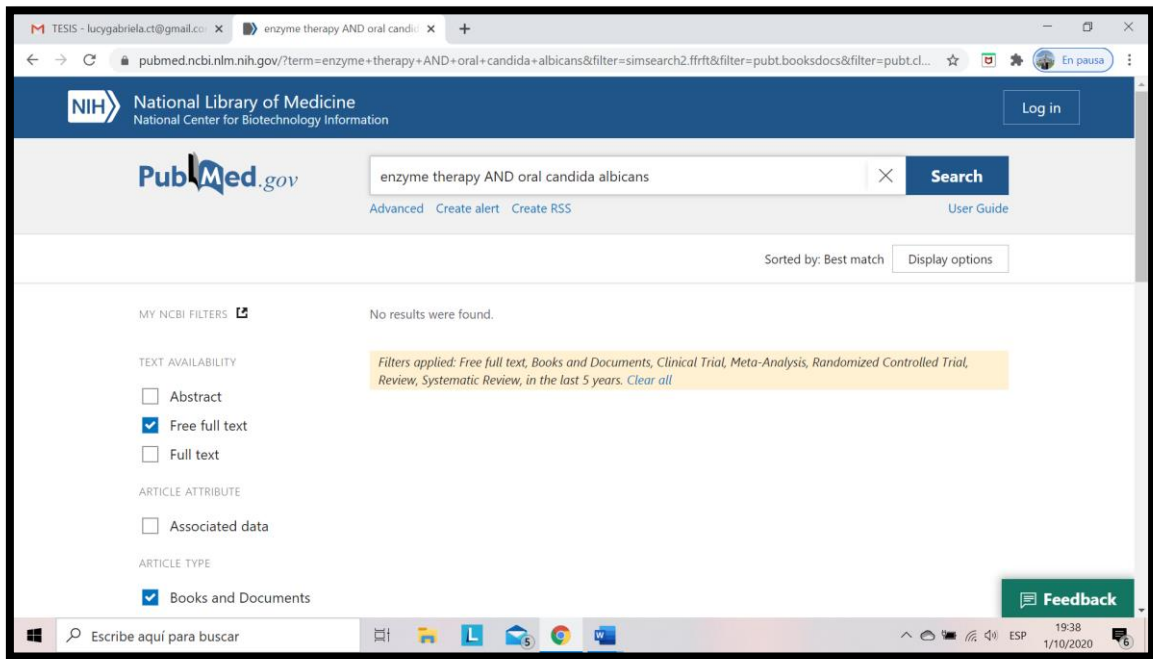 TESIS - lucygabriela.ct@gmail.co
enzyme therapy AND oral candi
pubmed.ncbi.nlm.nih.gov/?term=enzyme+therapy+AND+oral+candida+albicans&filter=simsearch2.ffrft&filter=pubt.booksdocs&filter=pubt.cl...
En pausa
NIH
National Library of Medicine
National Center for Biotechnology Information
Log in
PubMed.gov
enzyme therapy AND oral candida albicans
Search
Advanced Create alert Create RSS
User Guide
Sorted by: Best match
Display options
MY NCBI FILTERS
No results were found.
TEXT AVAILABILITY
Filters applied: Free full text, Books and Documents, Clinical Trial, Meta-Analysis, Randomized Controlled Trial,
Review, Systematic Review, in the last 5 years. Clear all
Abstract
Free full text
Full text
ARTICLE ATTRIBUTE
Associated data
ARTICLE TYPE
Books and Documents
Feedback
Escribe aquí para buscar
L
5
W
ESP
19:38
1/10/2020
6